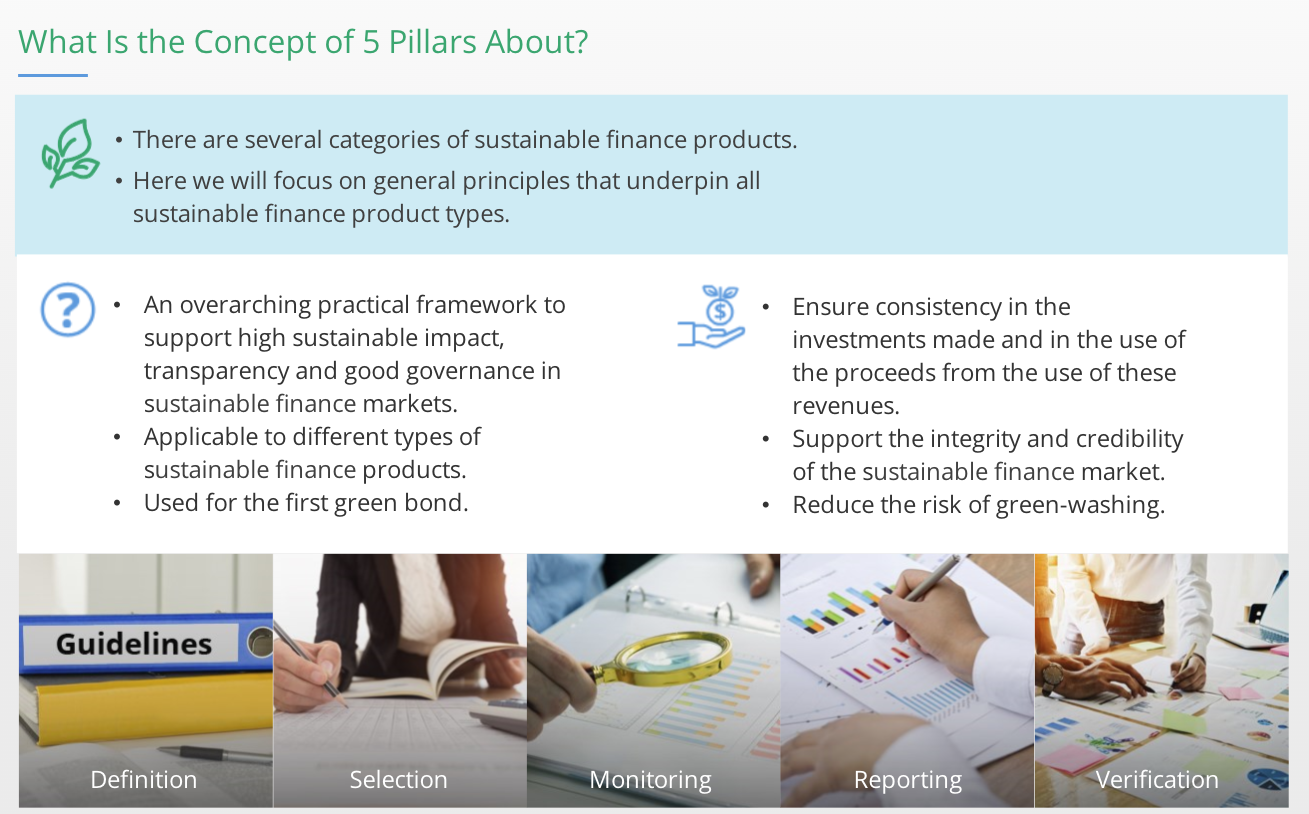 What Is the Concept of 5 Pillars About?
• There are several categories of sustainable finance products.
• Here we will focus on general principles that underpin all
sustainable finance product types.
?
• An overarching practical framework to
support high sustainable impact,
transparency and good governance in
sustainable finance markets.
• Applicable to different types of
sustainable finance products.
• Used for the first green bond.
$
• Ensure consistency in the
investments made and in the use of
the proceeds from the use of these
revenues.
• Support the integrity and credibility
of the sustainable finance market.
• Reduce the risk of green-washing.
Guidelines
Definition
Selection
Monitoring
Reporting
Verification